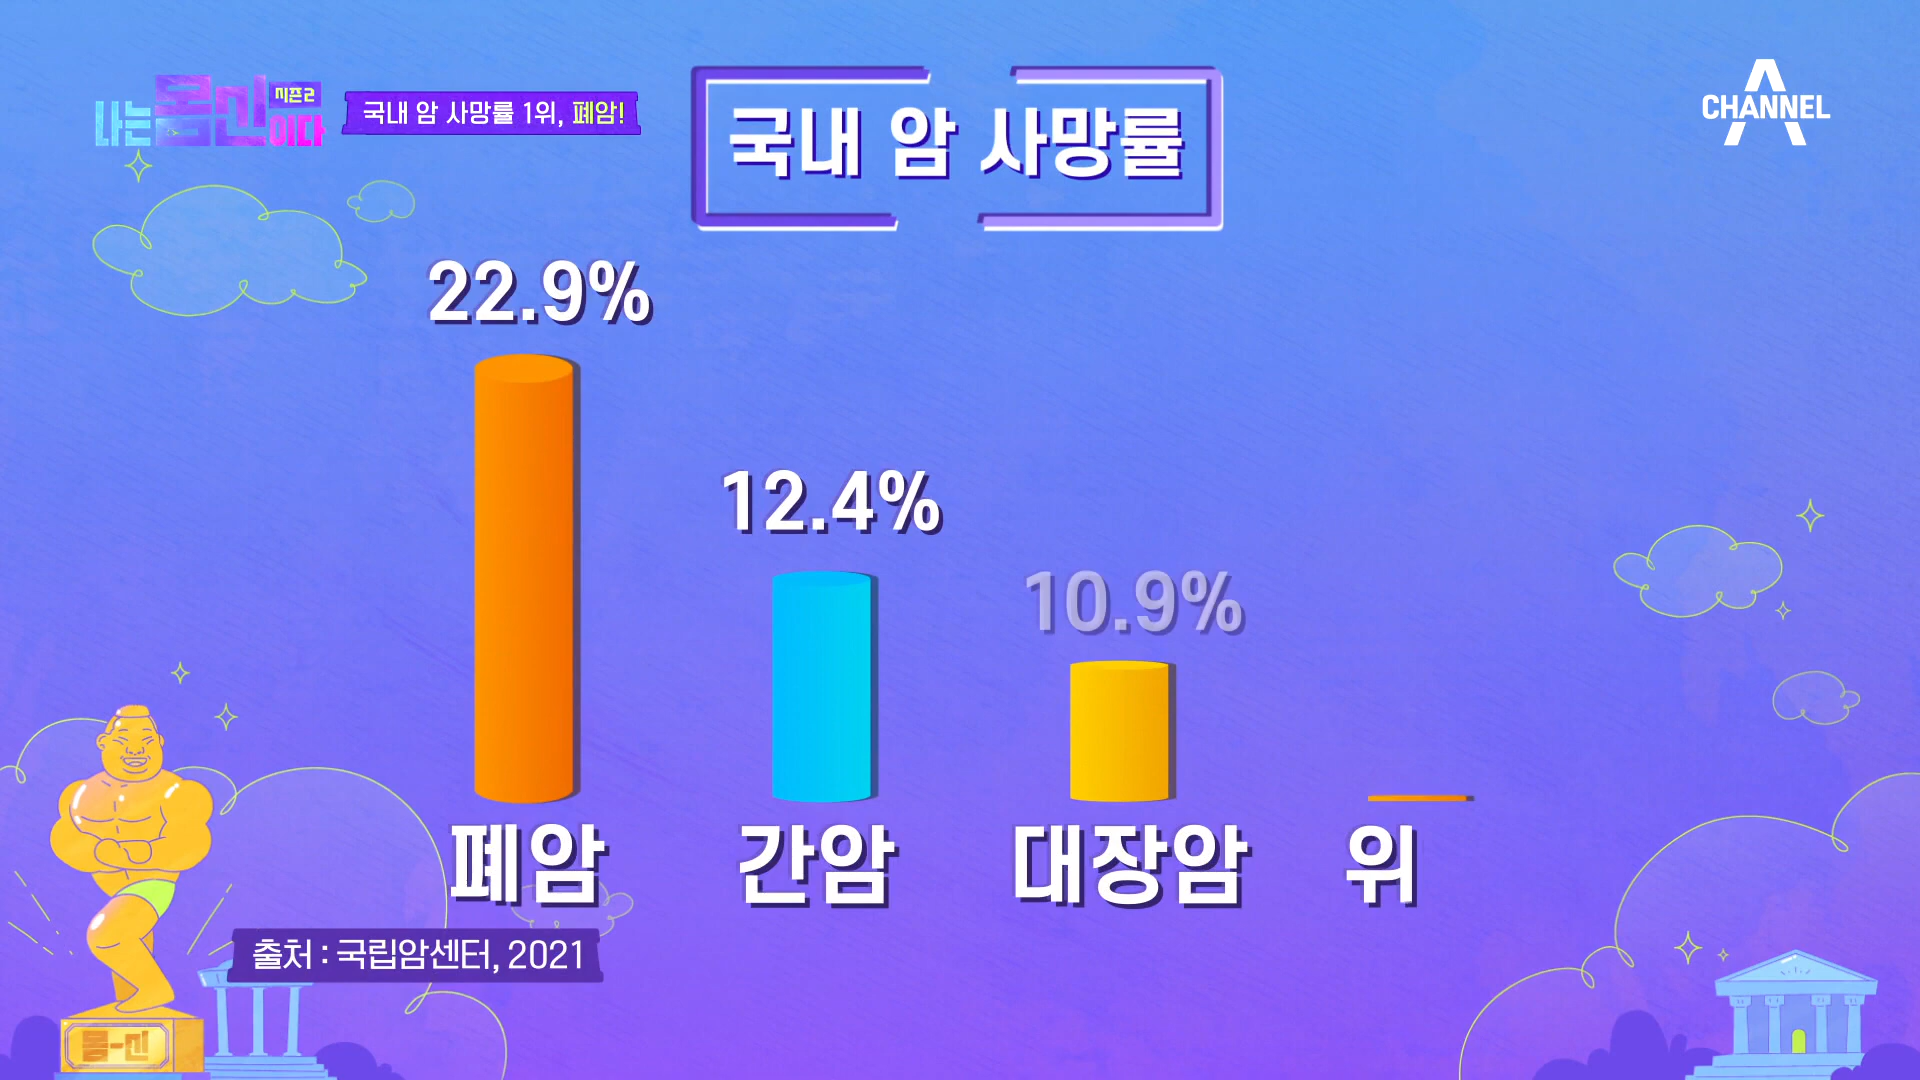 나는 몸신이다 시즌2
국내 암 사망률 1위, 폐암!
국내 암 사망률
CHANNEL A
22.9%
12.4%
10.9%
폐암
간암
대장암
위
출처 : 국립암센터, 2021
몸-신